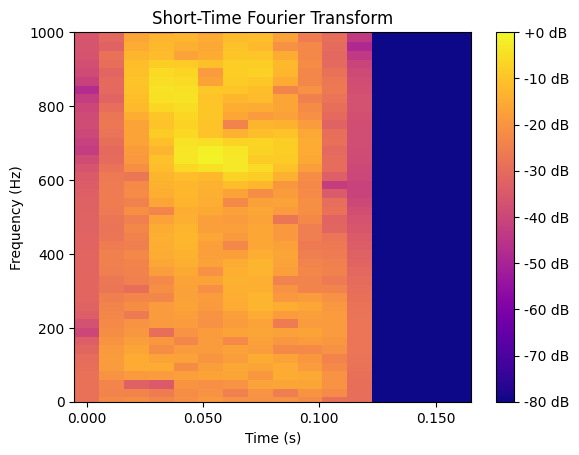 Short-Time Fourier Transform
1000
800
600
400
200
0
Frequency (Hz)
0.000
0.050
0.100
0.150
Time (s)
+0 dB
-10 dB
-20 dB
-30 dB
-40 dB
-50 dB
-60 dB
-70 dB
-80 dB